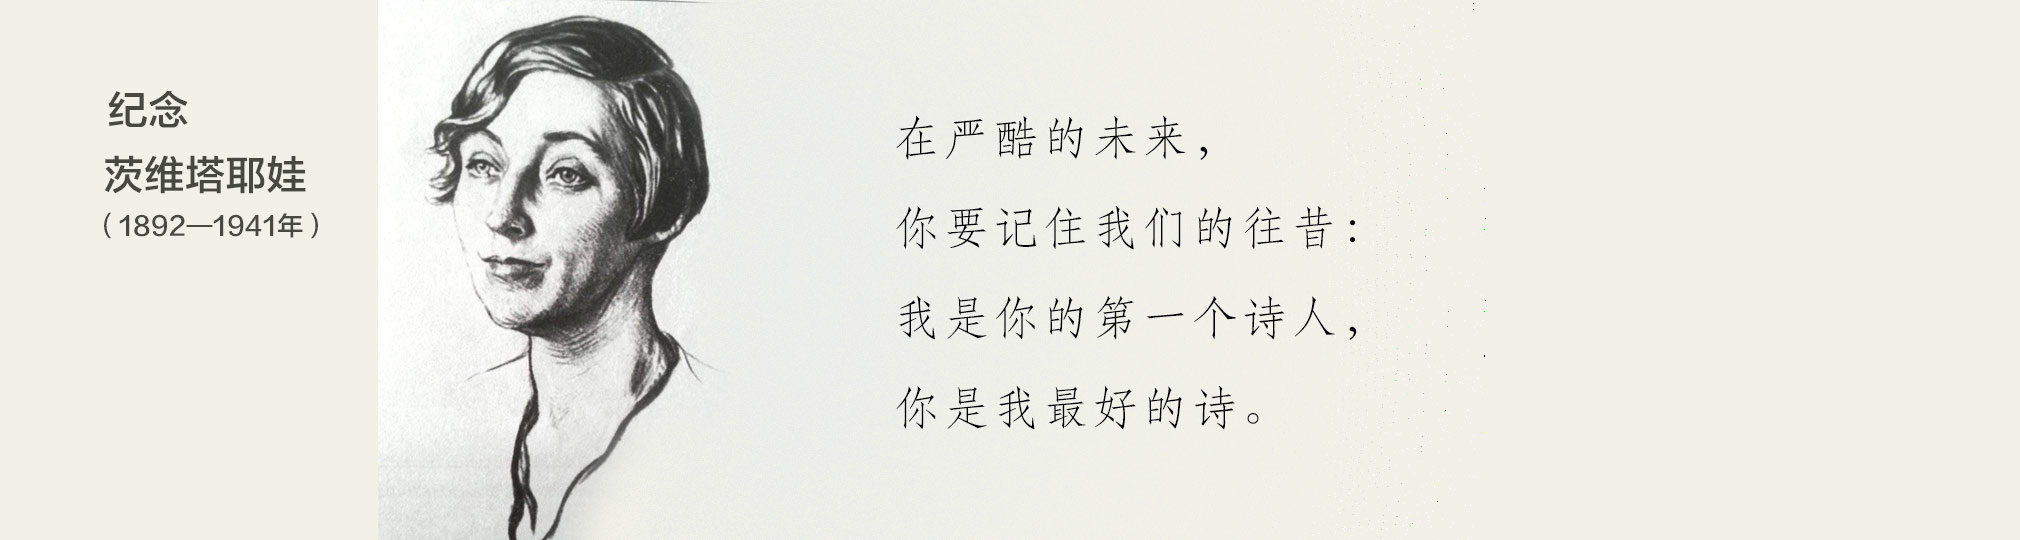 纪念
茨维塔耶娃
（1892—1941年）
在严酷的未来，
你要记住我们的往昔：
我是你的第一个诗人，
你是我最好的诗。